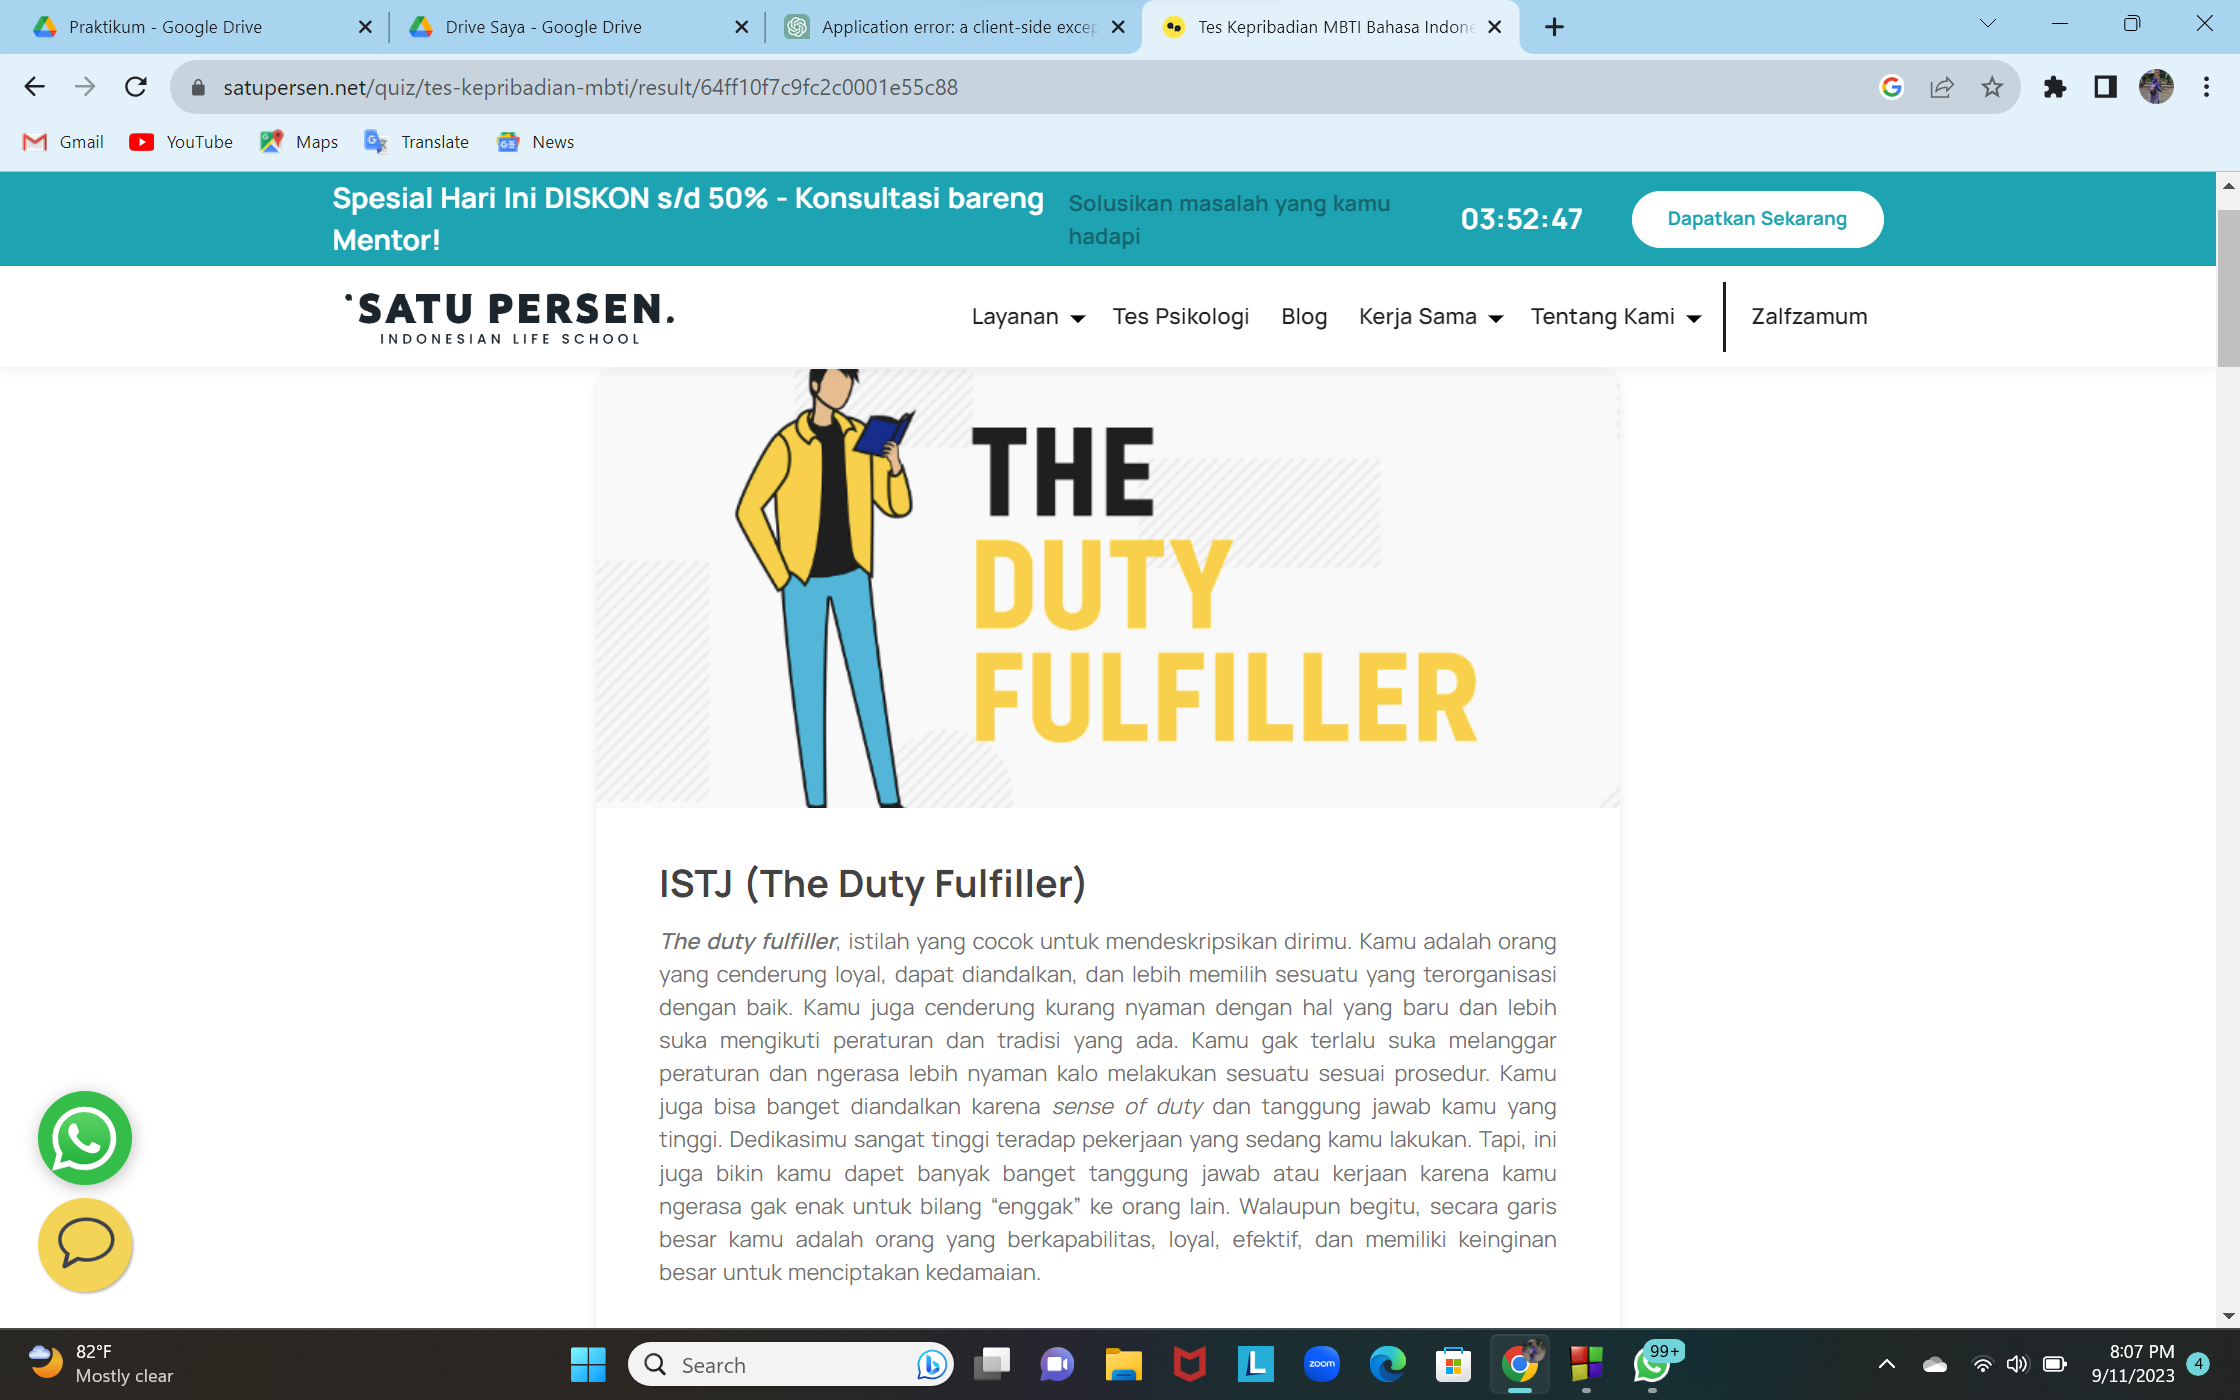 Praktikum - Google Drive
Drive Saya - Google Drive
Application error: a client-side excep
Tes Kepribadian MBTI Bahasa Indone
satupersen.net/quiz/tes-kepribadian-mbti/result/64ff10f7c9fc2c0001e55c88
Gmail
YouTube
Maps
Translate
News
Spesial Hari Ini DISKON s/d 50% - Konsultasi bareng
Mentor!
Solusikan masalah yang kamu
hadapi
03:52:47
Dapatkan Sekarang
SATU PERSEN.
INDONESIAN LIFE SCHOOL
Layanan
Tes Psikologi
Blog
Kerja Sama
Tentang Kami
Zalfzamum
THE
DUTY
FULFILLER
ISTJ (The Duty Fulfiller)
The duty fulfiller, istilah yang cocok untuk mendeskripsikan dirimu. Kamu adalah orang
yang cenderung loyal, dapat diandalkan, dan lebih memilih sesuatu yang terorganisasi
dengan baik. Kamu juga cenderung kurang nyaman dengan hal yang baru dan lebih
suka mengikuti peraturan dan tradisi yang ada. Kamu gak terlalu suka melanggar
peraturan dan ngerasa lebih nyaman kalo melakukan sesuatu sesuai prosedur. Kamu
juga bisa banget diandalkan karena sense of duty dan tanggung jawab kamu yang
tinggi. Dedikasimu sangat tinggi teradap pekerjaan yang sedang kamu lakukan. Tapi, ini
juga bikin kamu dapet banyak banget tanggung jawab atau kerjaan karena kamu
ngerasa gak enak untuk bilang “enggak” ke orang lain. Walaupun begitu, secara garis
besar kamu adalah orang yang berkapabilitas, loyal, efektif, dan memiliki keinginan
besar untuk menciptakan kedamaian.
82°F
Mostly clear
Search
zoom
99+
8:07 PM
9/11/2023
4